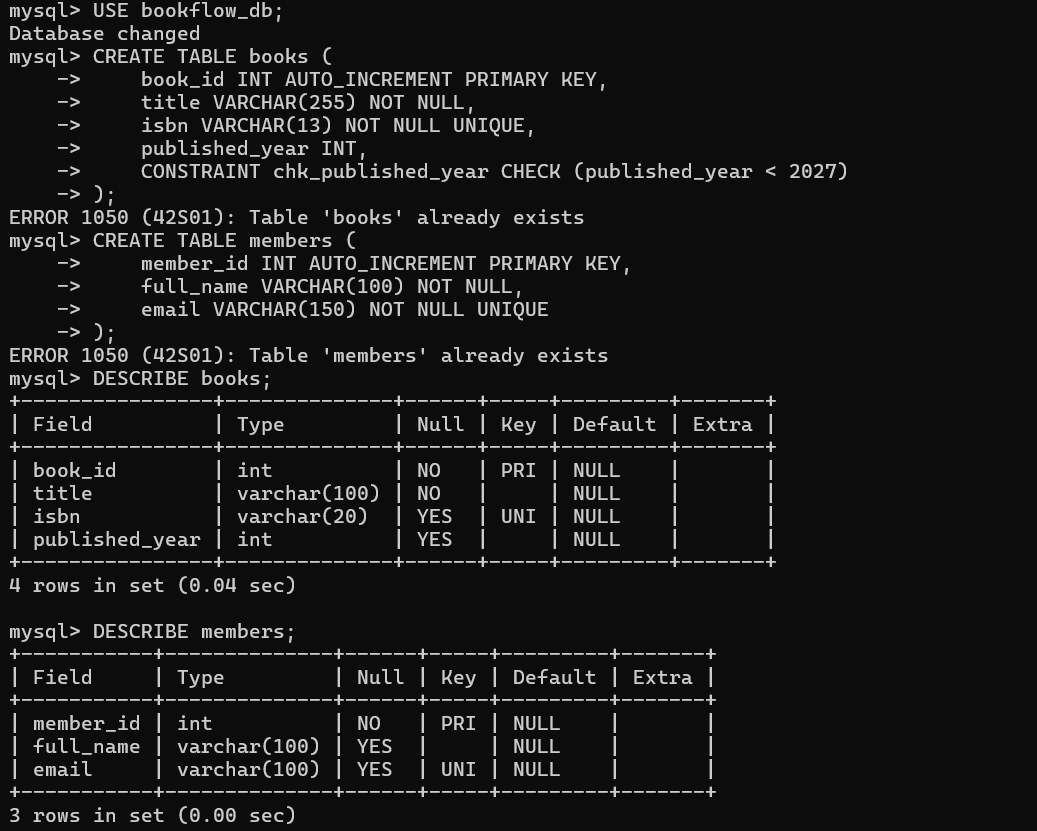 mysql> USE bookflow_db;
Database changed
mysql> CREATE TABLE books (
    ->     book_id INT AUTO_INCREMENT PRIMARY KEY,
    ->     title VARCHAR(255) NOT NULL,
    ->     isbn VARCHAR(13) NOT NULL UNIQUE,
    ->     published_year INT,
    ->     CONSTRAINT chk_published_year CHECK (published_year < 2027)
    -> );
ERROR 1050 (42S01): Table 'books' already exists
mysql> CREATE TABLE members (
    ->     member_id INT AUTO_INCREMENT PRIMARY KEY,
    ->     full_name VARCHAR(100) NOT NULL,
    ->     email VARCHAR(150) NOT NULL UNIQUE
    -> );
ERROR 1050 (42S01): Table 'members' already exists
mysql> DESCRIBE books;
+----------------+--------------+------+-----+---------+-------+
| Field          | Type         | Null | Key | Default | Extra |
+----------------+--------------+------+-----+---------+-------+
| book_id        | int          | NO   | PRI | NULL    |       |
| title          | varchar(100) | NO   |     | NULL    |       |
| isbn           | varchar(20)  | YES  | UNI | NULL    |       |
| published_year | int          | YES  |     | NULL    |       |
+----------------+--------------+------+-----+---------+-------+
4 rows in set (0.04 sec)

mysql> DESCRIBE members;
+-----------+--------------+------+-----+---------+-------+
| Field     | Type         | Null | Key | Default | Extra |
+-----------+--------------+------+-----+---------+-------+
| member_id | int          | NO   | PRI | NULL    |       |
| full_name | varchar(100) | YES  |     | NULL    |       |
| email     | varchar(100) | YES  | UNI | NULL    |       |
+-----------+--------------+------+-----+---------+-------+
3 rows in set (0.00 sec)